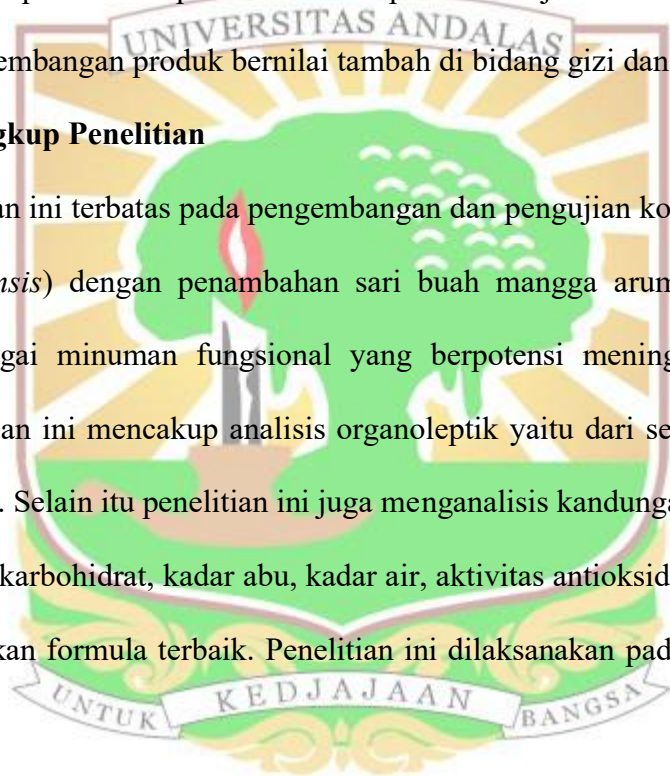 UNIVERSITAS ANDALAS
embangan produk bernilai tambah di bidang gizi dan
gkup Penelitian
an ini terbatas pada pengembangan dan pengujian ko
nsis) dengan penambahan sari buah mangga arum
gai minuman fungsional yang berpotensi mening
an ini mencakup analisis organoleptik yaitu dari se
. Selain itu penelitian ini juga menganalisis kandunga
karbohidrat, kadar abu, kadar air, aktivitas antioksid
kan formula terbaik. Penelitian ini dilaksanakan pad
UNTUK KEDJAJAAN BANGSA